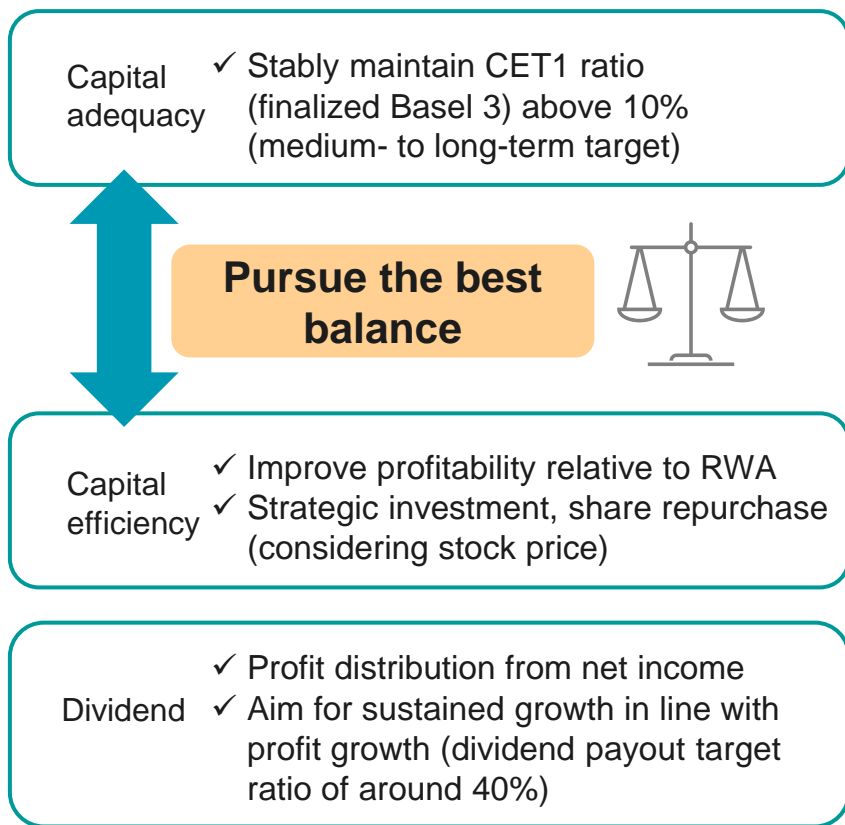 Capital
adequacy
✓ Stably maintain CET1 ratio
(finalized Basel 3) above 10%
(medium- to long-term target)
Pursue the best
balance
Capital
efficiency
✓ Improve profitability relative to RWA
✓ Strategic investment, share repurchase
(considering stock price)
Dividend
✓ Profit distribution from net income
✓ Aim for sustained growth in line with
profit growth (dividend payout target
ratio of around 40%)